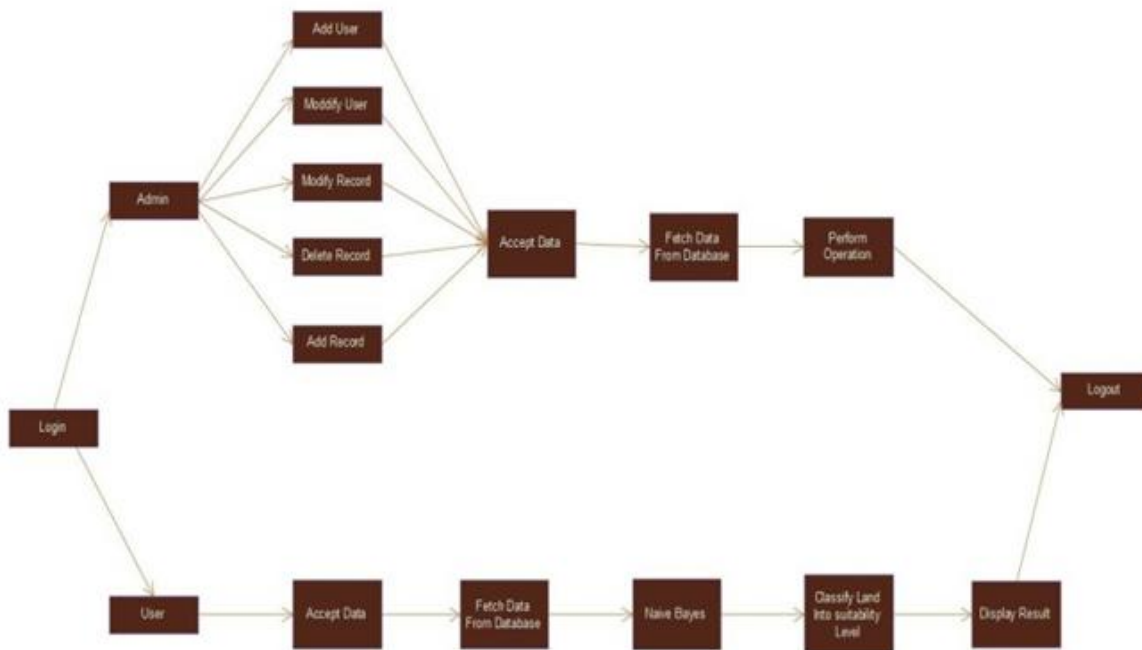 Add User
Moddify User
Modify Record
Admin
Accept Data
Fetch Data
From Database
Perform
Operation
Delete Record
Add Record
Logout
Login
User
Accept Data
Fetch Data
From Database
Naive Bayes
Classify Land
Into suitability
Level
Display Result